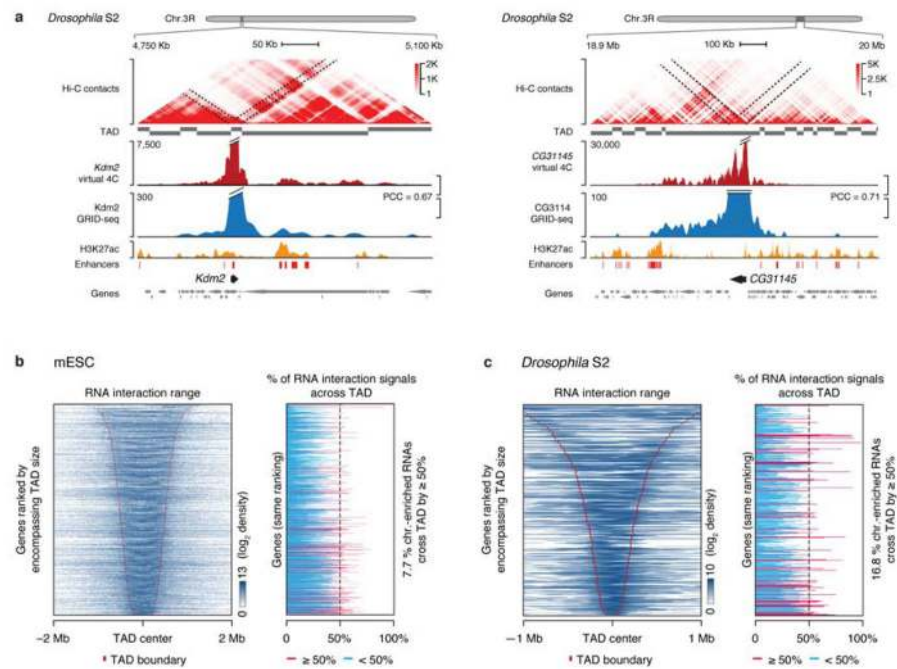 a
Drosophila S2
Chr.3R
4,750 Kb
50 Kb
5,100 Kb
Hi-C contacts
2K
1K
1
TAD
7,500
Kdm2
virtual 4C
300
PCC = 0.67
Kdm2
GRID-seq
H3K27ac
Enhancers
Kdm2
Genes
Drosophila S2
Chr.3R
18.9 Mb
100 Kb
20 Mb
Hi-C contacts
5K
2.5K
1
TAD
30,000
CG31145
virtual 4C
100
PCC = 0.71
CG3114
GRID-seq
H3K27ac
Enhancers
CG31145
Genes
b
mESC
RNA interaction range
Genes ranked by
encompassing TAD size
0
13
(log2 density)
−2 Mb
TAD center
2 Mb
TAD boundary
% of RNA interaction signals
across TAD
Genes (same ranking)
7.7 % chr.-enriched RNAs
cross TAD by ≥ 50%
0
50%
100%
≥ 50%
< 50%
c
Drosophila S2
RNA interaction range
Genes ranked by
encompassing TAD size
0
10
(log2 density)
−1 Mb
TAD center
1 Mb
TAD boundary
% of RNA interaction signals
across TAD
Genes (same ranking)
16.8 % chr.-enriched RNAs
cross TAD by ≥ 50%
0
50%
100%
≥ 50%
< 50%